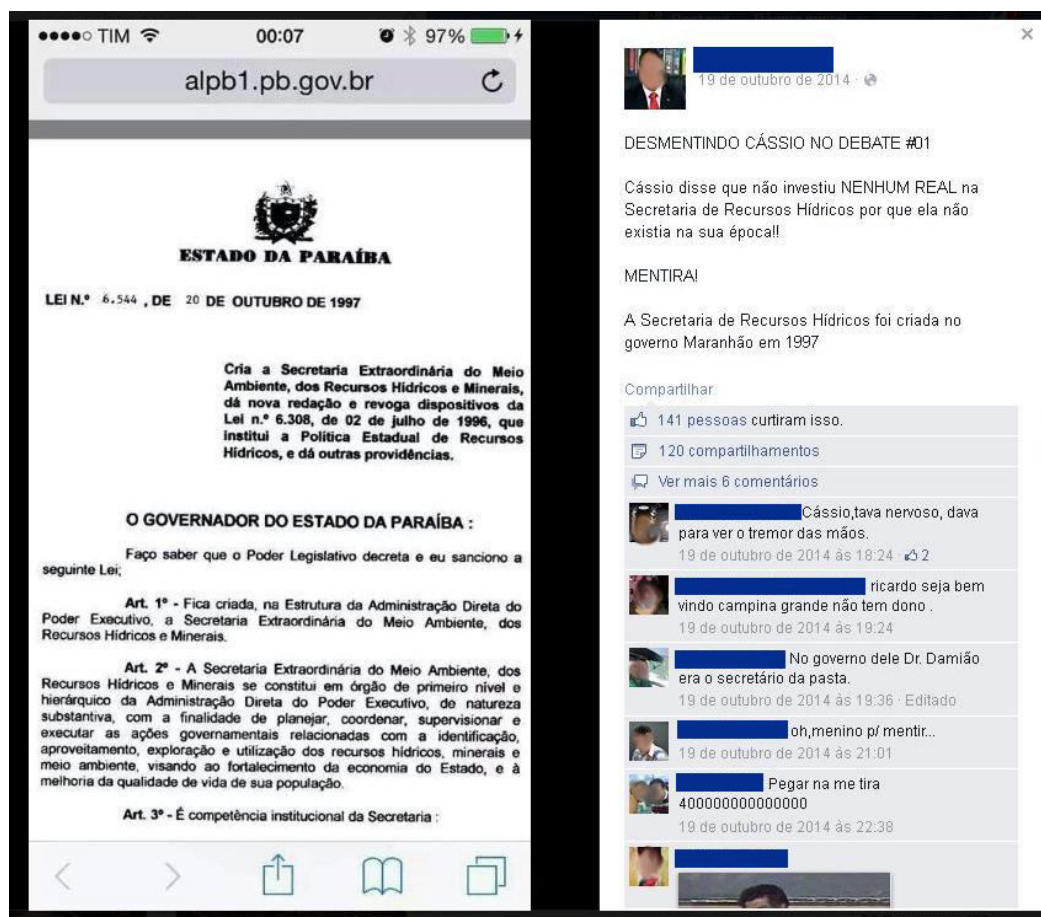 TIM
00:07
97%
alpb1.pb.gov.br
ESTADO DA PARAÍBA
LEI N.º 6.544 , DE 20 DE OUTUBRO DE 1997
Cria a Secretaria Extraordinária do Meio
Ambiente, dos Recursos Hídricos e Minerais,
dá nova redação e revoga dispositivos da
Lei n.º 6.308, de 02 de julho de 1996, que
institui a Política Estadual de Recursos
Hídricos, e dá outras providências.
O GOVERNADOR DO ESTADO DA PARAÍBA :
Faço saber que o Poder Legislativo decreta e eu sanciono a
seguinte Lei;
Art. 1º - Fica criada, na Estrutura da Administração Direta do
Poder Executivo, a Secretaria Extraordinária do Meio Ambiente, dos
Recursos Hídricos e Minerais.
Art. 2º - A Secretaria Extraordinária do Meio Ambiente, dos
Recursos Hídricos e Minerais se constitui em órgão de primeiro nível e
hierárquico da Administração Direta do Poder Executivo, de natureza
substantiva, com a finalidade de planejar, coordenar, supervisionar e
executar as ações governamentais relacionadas com a identificação,
aproveitamento, exploração e utilização dos recursos hídricos, minerais e
meio ambiente, visando ao fortalecimento da economia do Estado, e à
melhoria da qualidade de vida de sua população.
Art. 3º - É competência institucional da Secretaria :
19 de outubro de 2014 ·
DESMENTINDO CÁSSIO NO DEBATE #01
Cássio disse que não investiu NENHUM REAL na
Secretaria de Recursos Hídricos por que ela não
existia na sua época!!
MENTIRA!
A Secretaria de Recursos Hídricos foi criada no
governo Maranhão em 1997
Compartilhar
141 pessoas curtiram isso.
120 compartilhamentos
Ver mais 6 comentários
Cássio,tava nervoso, dava
para ver o tremor das mãos.
19 de outubro de 2014 às 18:24 · 2
ricardo seja bem
vindo campina grande não tem dono .
19 de outubro de 2014 às 19:24
No governo dele Dr. Damião
era o secretário da pasta.
19 de outubro de 2014 às 19:36 · Editado
oh,menino p/ mentir...
19 de outubro de 2014 às 21:01
Pegar na me tira
400000000000000
19 de outubro de 2014 às 22:38